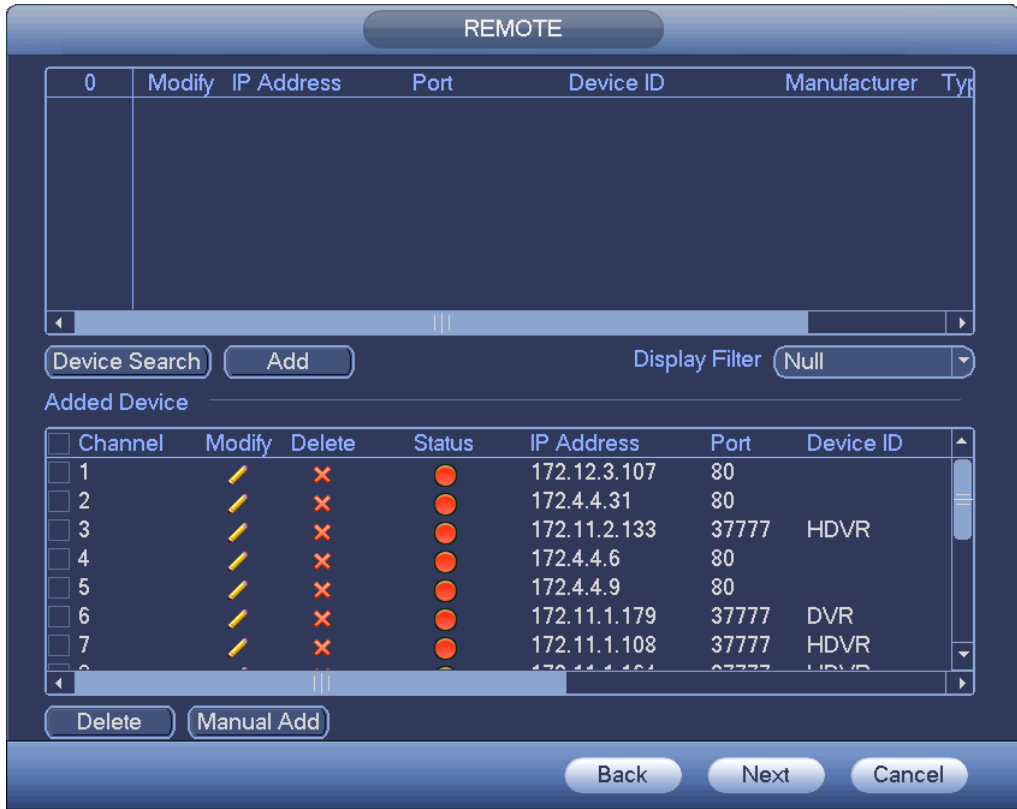 REMOTE
0 Modify IP Address Port Device ID Manufacturer Typ
Device Search Add Display Filter Null
Added Device
Channel Modify Delete Status IP Address Port Device ID
1 172.12.3.107 80
2 172.4.4.31 80
3 172.11.2.133 37777 HDVR
4 172.4.4.6 80
5 172.4.4.9 80
6 172.11.1.179 37777 DVR
7 172.11.1.108 37777 HDVR
Delete Manual Add
Back Next Cancel